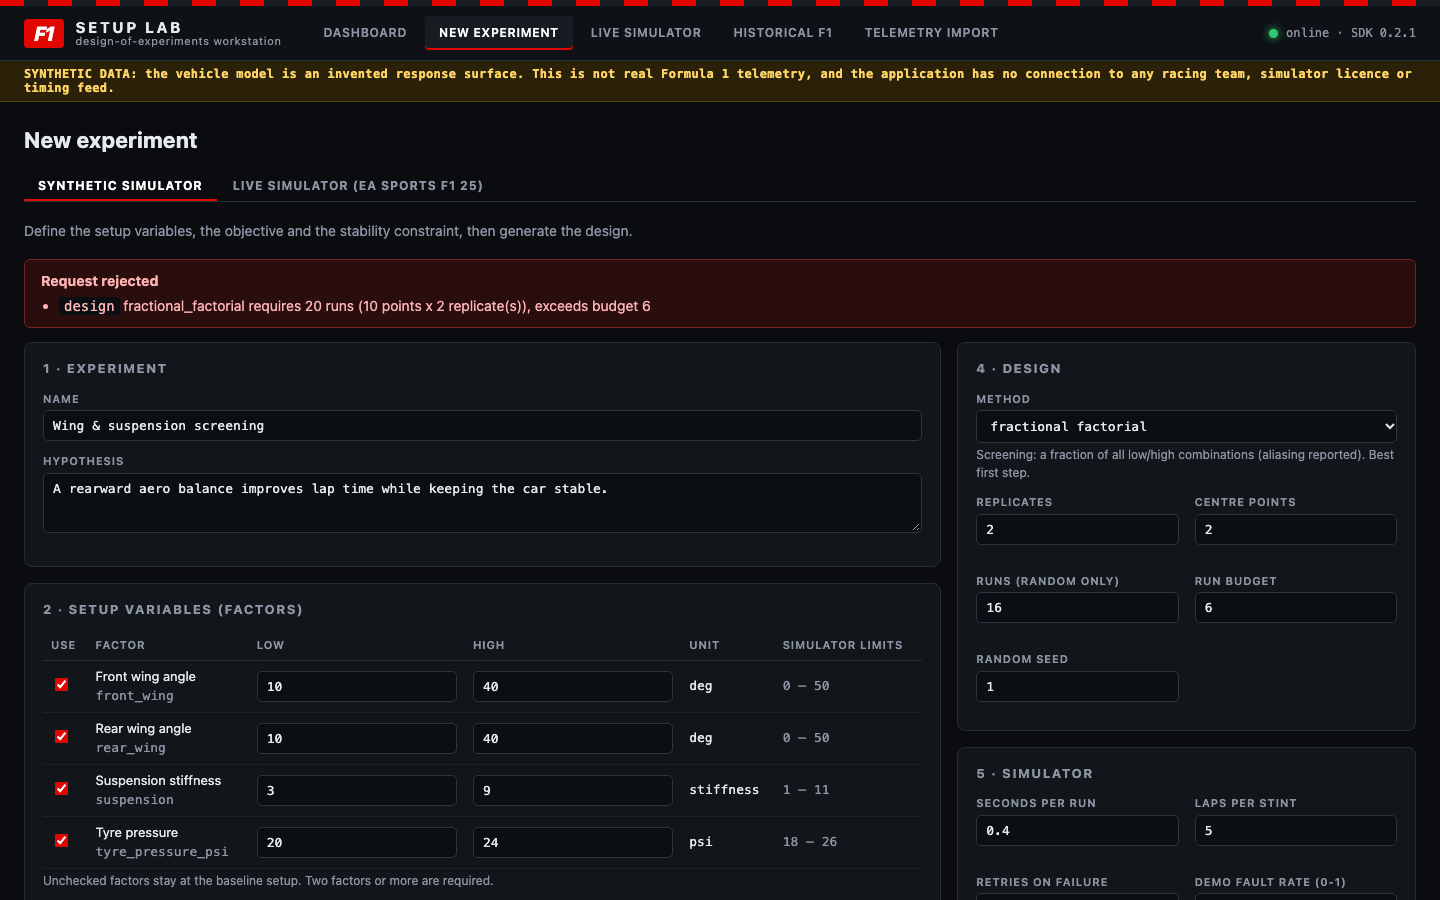 F1
SETUP LAB
design-of-experiments workstation
DASHBOARD
NEW EXPERIMENT
LIVE SIMULATOR
HISTORICAL F1
TELEMETRY IMPORT
online · SDK 0.2.1
SYNTHETIC DATA: the vehicle model is an invented response surface. This is not real Formula 1 telemetry, and the application has no connection to any racing team, simulator licence or
timing feed.
New experiment
SYNTHETIC SIMULATOR
LIVE SIMULATOR (EA SPORTS F1 25)
Define the setup variables, the objective and the stability constraint, then generate the design.
Request rejected
• design fractional_factorial requires 20 runs (10 points x 2 replicate(s)), exceeds budget 6
1 · EXPERIMENT
NAME
Wing & suspension screening
HYPOTHESIS
A rearward aero balance improves lap time while keeping the car stable.
2 · SETUP VARIABLES (FACTORS)
USE FACTOR LOW HIGH UNIT SIMULATOR LIMITS
Front wing angle
front_wing
10 40 deg 0 – 50
Rear wing angle
rear_wing
10 40 deg 0 – 50
Suspension stiffness
suspension
3 9 stiffness 1 – 11
Tyre pressure
tyre_pressure_psi
20 24 psi 18 – 26
Unchecked factors stay at the baseline setup. Two factors or more are required.
4 · DESIGN
METHOD
fractional factorial
Screening: a fraction of all low/high combinations (aliasing reported). Best
first step.
REPLICATES CENTRE POINTS
2 2
RUNS (RANDOM ONLY) RUN BUDGET
16 6
RANDOM SEED
1
5 · SIMULATOR
SECONDS PER RUN LAPS PER STINT
0.4 5
RETRIES ON FAILURE DEMO FAULT RATE (0-1)